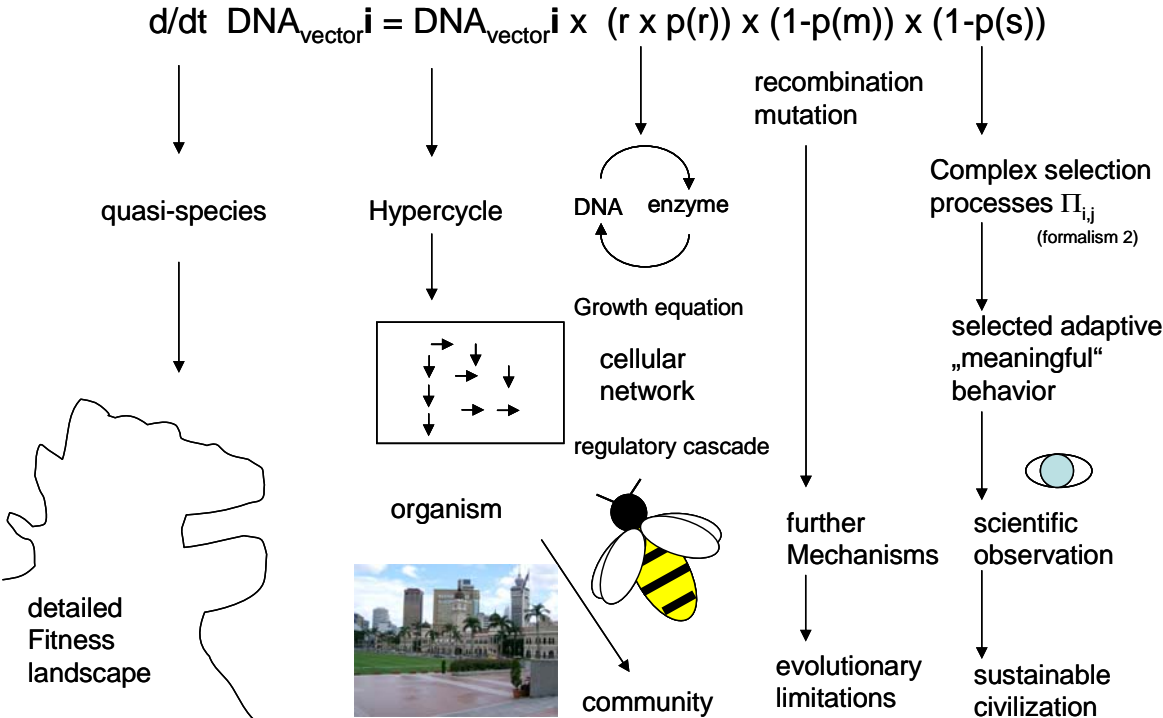 d/dt DNAvectori = DNAvectori x (r x p(r)) x (1-p(m)) x (1-p(s))
recombination
mutation
quasi-species
Hypercycle
DNA
enzyme
Complex selection
processes Πi,j
(formalism 2)
Growth equation
cellular
network
regulatory cascade
selected adaptive
„meaningful“
behavior
organism
further
Mechanisms
scientific
observation
detailed
Fitness
landscape
community
evolutionary
limitations
sustainable
civilization